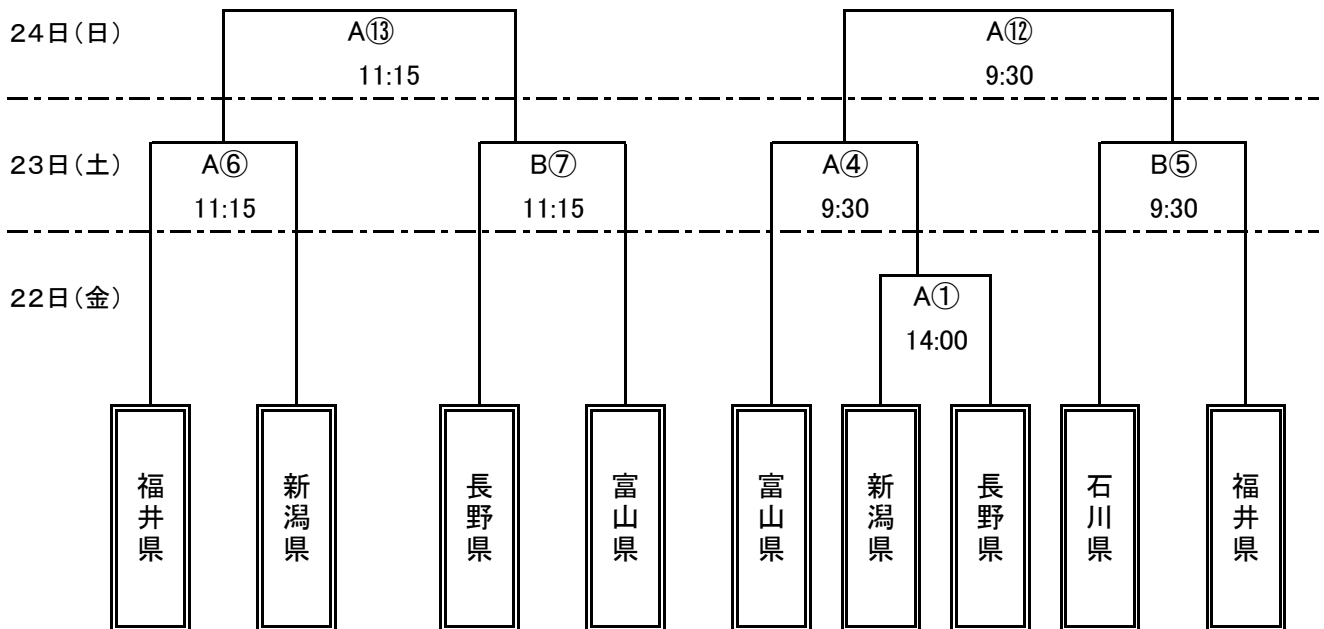 24日(日)
A⑬
11:15
A⑫
9:30
23日(土)
A⑥
11:15
B⑦
11:15
A④
9:30
B⑤
9:30
22日(金)
A①
14:00
福井県
新潟県
長野県
富山県
富山県
新潟県
長野県
石川県
福井県